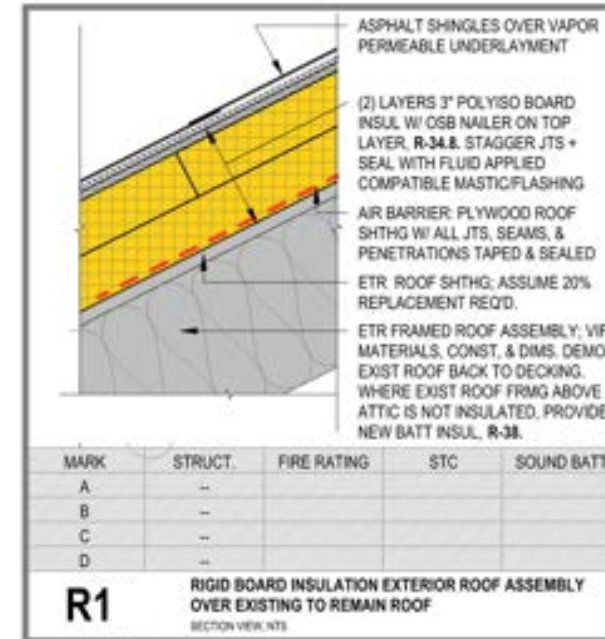 ASPHALT SHINGLES OVER VAPOR
PERMEABLE UNDERLAYMENT
(2) LAYERS 3" POLYISO BOARD
INSUL W/ OSB NAILER ON TOP
LAYER, R-34.8. STAGGER JTS +
SEAL WITH FLUID APPLIED
COMPATIBLE MASTIC/FLASHING
AIR BARRIER: PLYWOOD ROOF
SHTHG W/ ALL JTS, SEAMS, &
PENETRATIONS TAPED & SEALED
ETR ROOF SHTHG; ASSUME 20%
REPLACEMENT REQ'D.
ETR FRAMED ROOF ASSEMBLY; VIF
MATERIALS, CONST, & DIMS. DEMO
EXIST ROOF BACK TO DECKING.
WHERE EXIST ROOF FRMG ABOVE
ATTIC IS NOT INSULATED, PROVIDE
NEW BATT INSUL, R-38.
MARK STRUCT. FIRE RATING STC SOUND BATT
A --
B --
C --
D --
R1 RIGID BOARD INSULATION EXTERIOR ROOF ASSEMBLY
OVER EXISTING TO REMAIN ROOF
SECTION VIEW, NTS